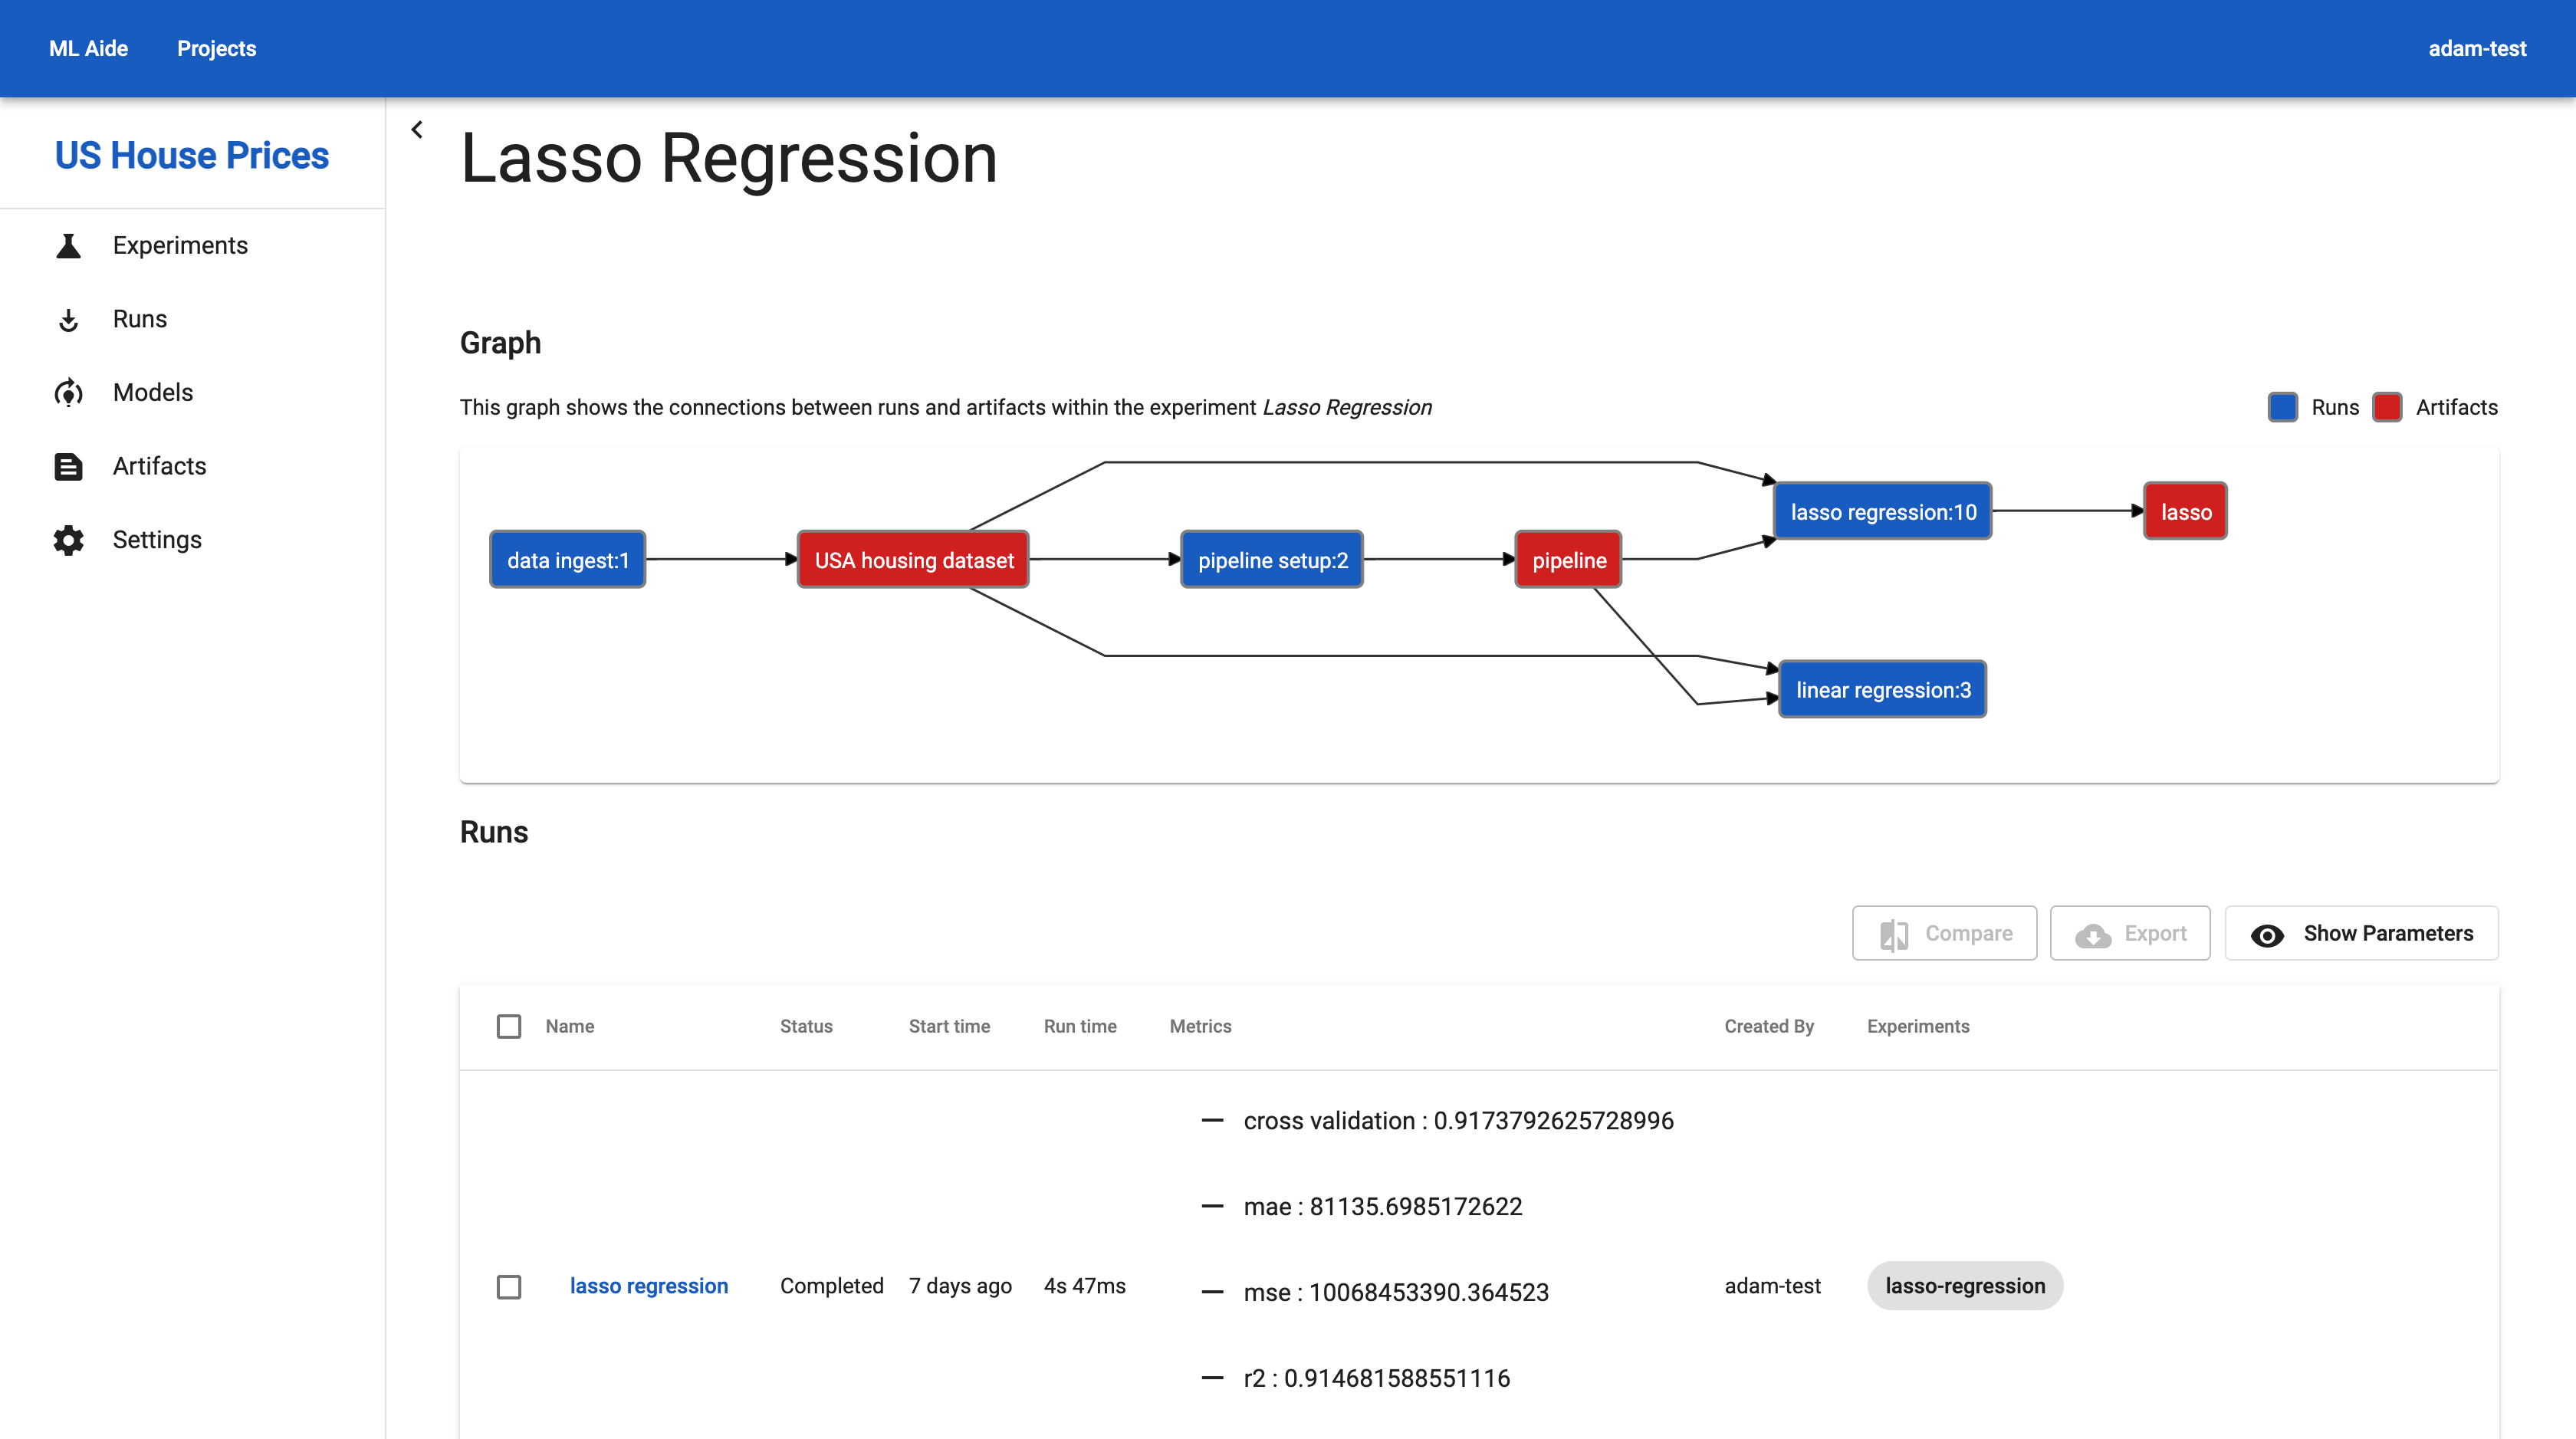 ML Aide Projects adam-test
US House Prices
Experiments
Runs
Models
Artifacts
Settings
Lasso Regression
Graph
This graph shows the connections between runs and artifacts within the experiment Lasso Regression
Runs Artifacts
data ingest:1
USA housing dataset
pipeline setup:2
pipeline
lasso regression:10
lasso
linear regression:3
Runs
Compare Export Show Parameters
Name Status Start time Run time Metrics Created By Experiments
lasso regression Completed 7 days ago 4s 47ms
cross validation : 0.9173792625728996
mae : 81135.6985172622
mse : 10068453390.364523
r2 : 0.914681588551116
adam-test lasso-regression